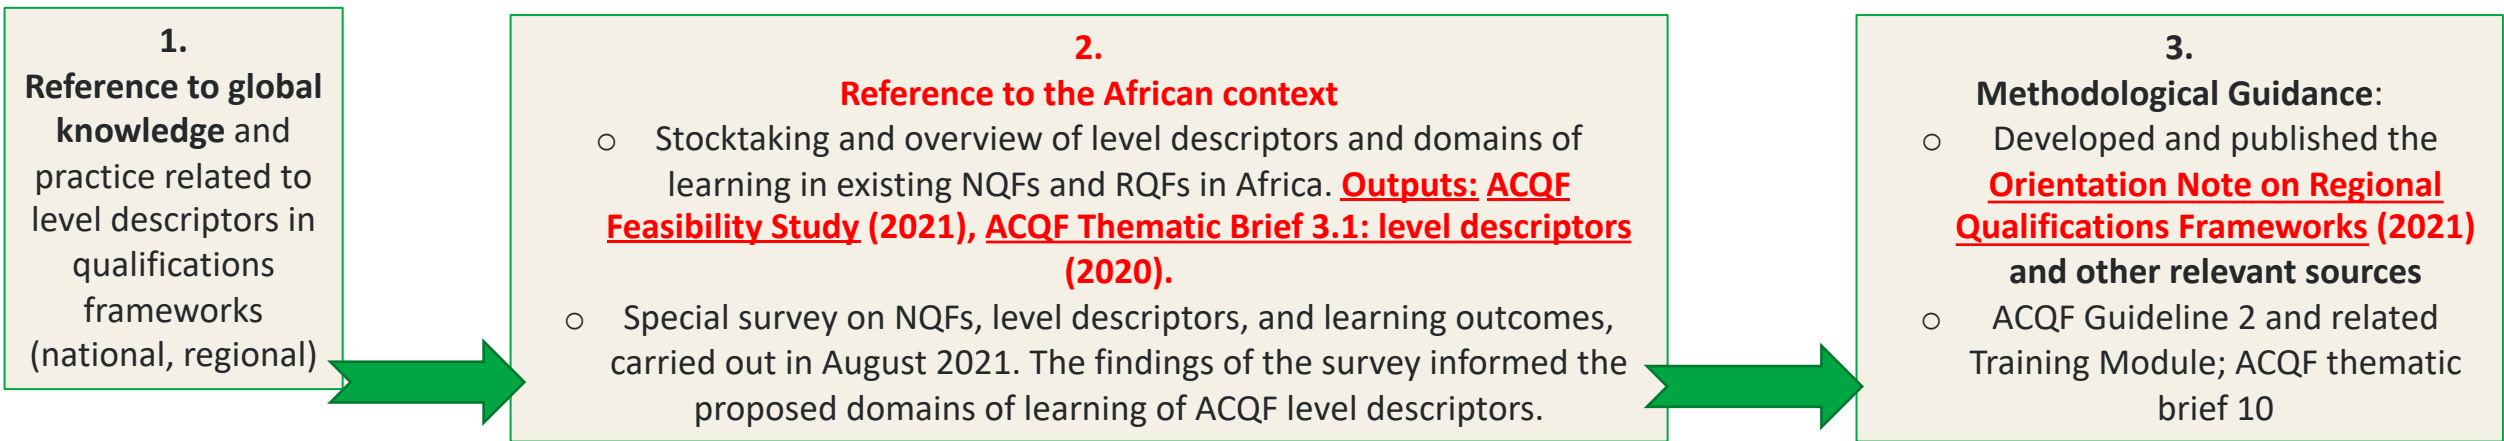 1.
Reference to global
knowledge and
practice related to
level descriptors in
qualifications
frameworks
(national, regional)
2.
Reference to the African context
o Stocktaking and overview of level descriptors and domains of
learning in existing NQFs and RQFs in Africa. Outputs: ACQF
Feasibility Study (2021), ACQF Thematic Brief 3.1: level descriptors
(2020).
o Special survey on NQFs, level descriptors, and learning outcomes,
carried out in August 2021. The findings of the survey informed the
proposed domains of learning of ACQF level descriptors.
3.
Methodological Guidance:
o Developed and published the
Orientation Note on Regional
Qualifications Frameworks (2021)
and other relevant sources
o ACQF Guideline 2 and related
Training Module; ACQF thematic
brief 10